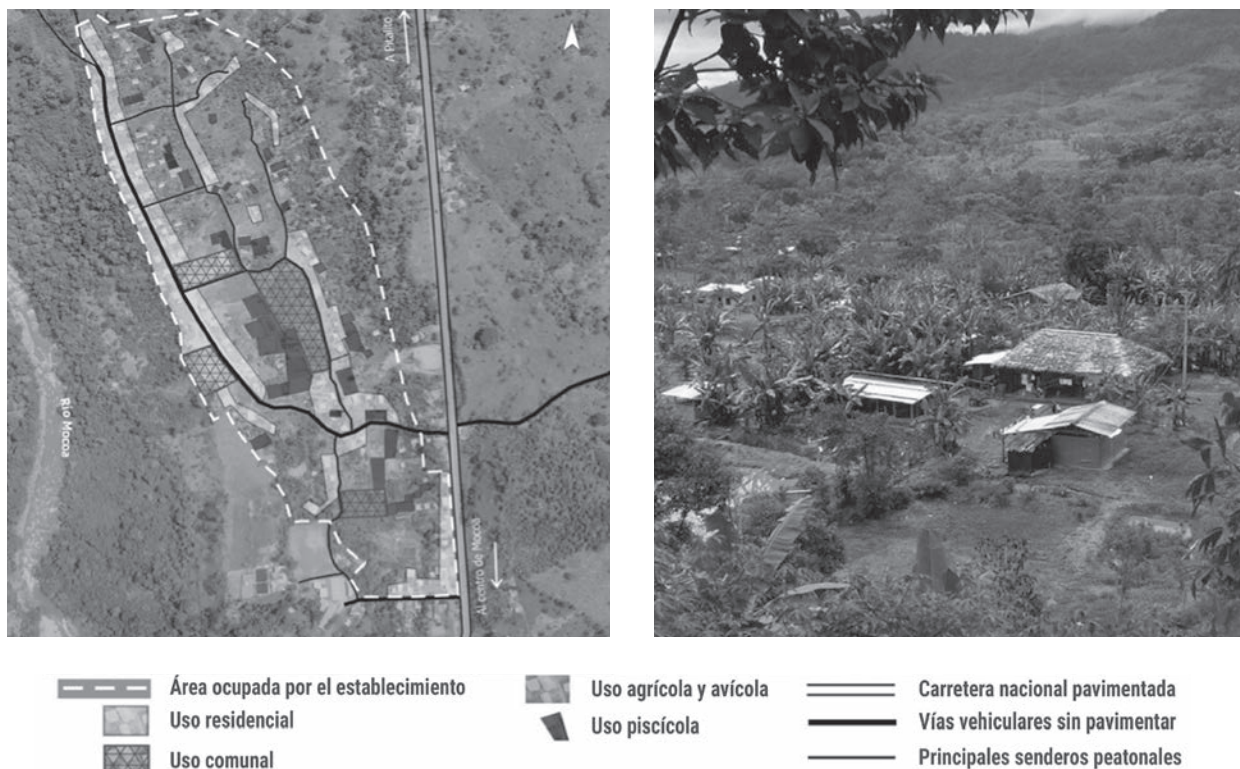 A Pitalito
Río Mocoa
Al centro de Mocoa
Área ocupada por el establecimiento
Uso residencial
Uso comunal
Uso agrícola y avícola
Uso piscícola
Carretera nacional pavimentada
Vías vehiculares sin pavimentar
Principales senderos peatonales